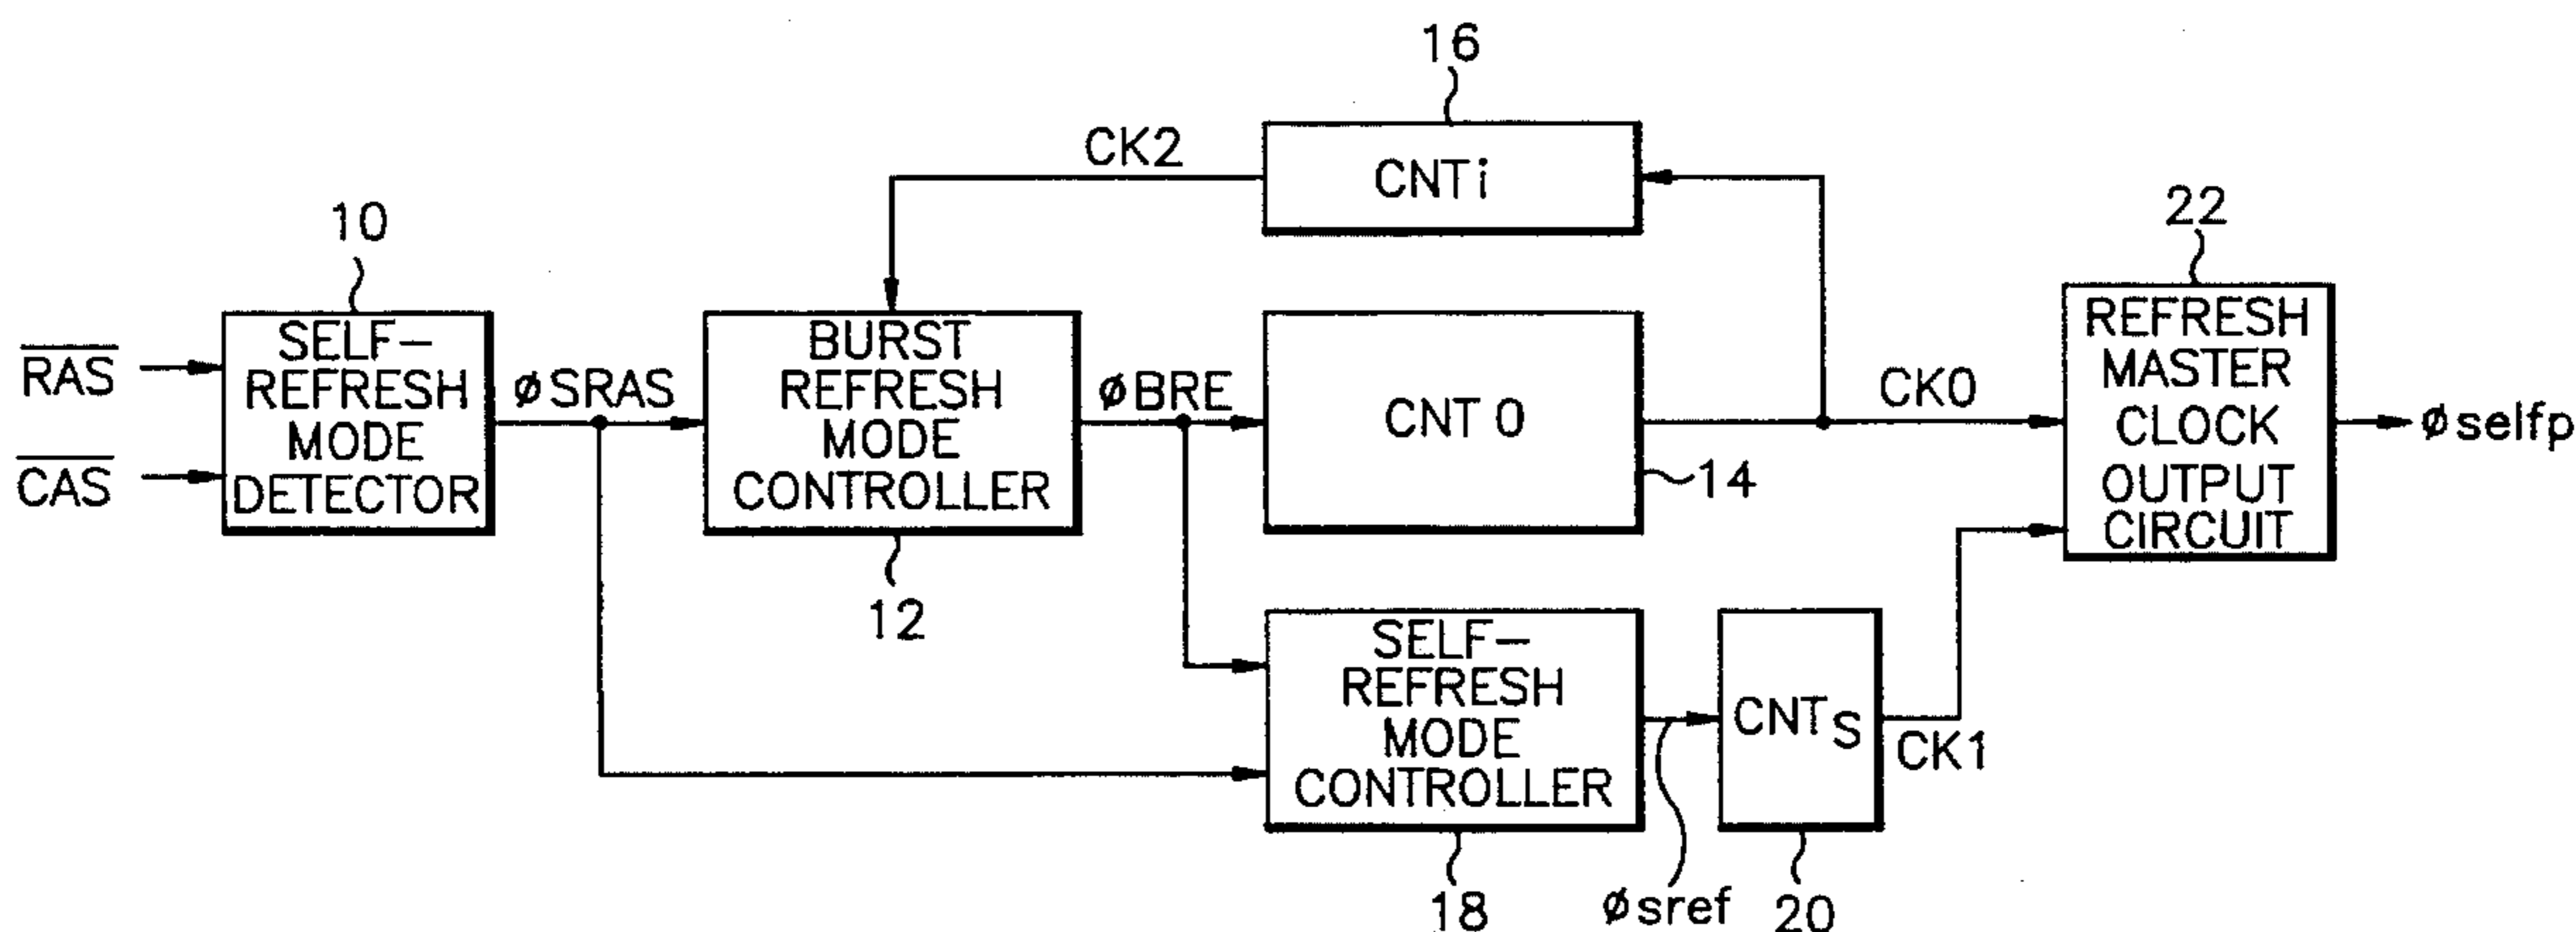 16
CK2
CNTi
10
22
RAS
CAS
SELF-
REFRESH
MODE
DETECTOR
øSRAS
BURST
REFRESH
MODE
CONTROLLER
øBRE
CNT 0
14
CK0
REFRESH
MASTER
CLOCK
OUTPUT
CIRCUIT
øselfp
12
SELF-
REFRESH
MODE
CONTROLLER
CNTS
CK1
18
øsref
20